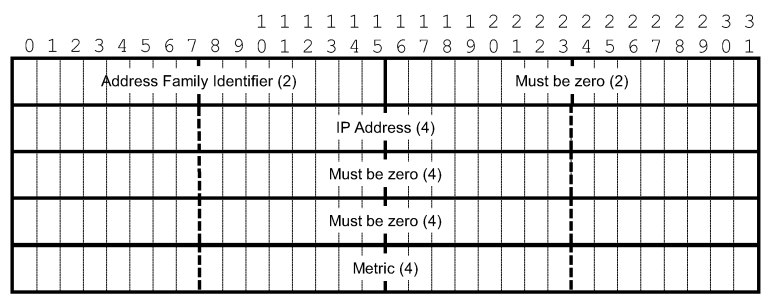 1 1 1 1 1 1 1 1 1 1 2 2 2 2 2 2 2 2 2 2 3 3
0 1 2 3 4 5 6 7 8 9 0 1 2 3 4 5 6 7 8 9 0 1 2 3 4 5 6 7 8 9 0 1
Address Family Identifier (2) Must be zero (2)
IP Address (4)
Must be zero (4)
Must be zero (4)
Metric (4)